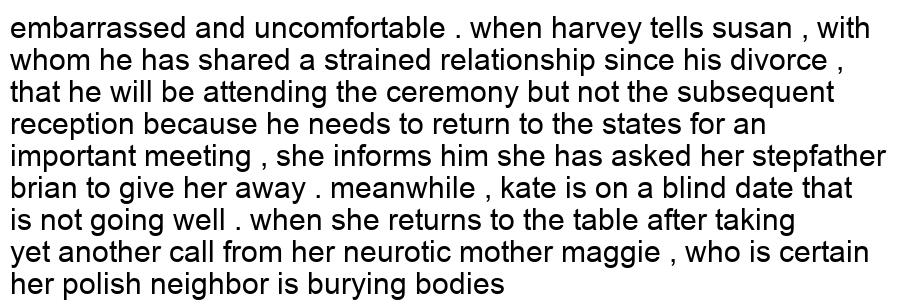 embarrassed and uncomfortable . when harvey tells susan , with
whom he has shared a strained relationship since his divorce ,
that he will be attending the ceremony but not the subsequent
reception because he needs to return to the states for an
important meeting , she informs him she has asked her stepfather
brian to give her away . meanwhile , kate is on a blind date that
is not going well . when she returns to the table after taking
yet another call from her neurotic mother maggie , who is certain
her polish neighbor is burying bodies